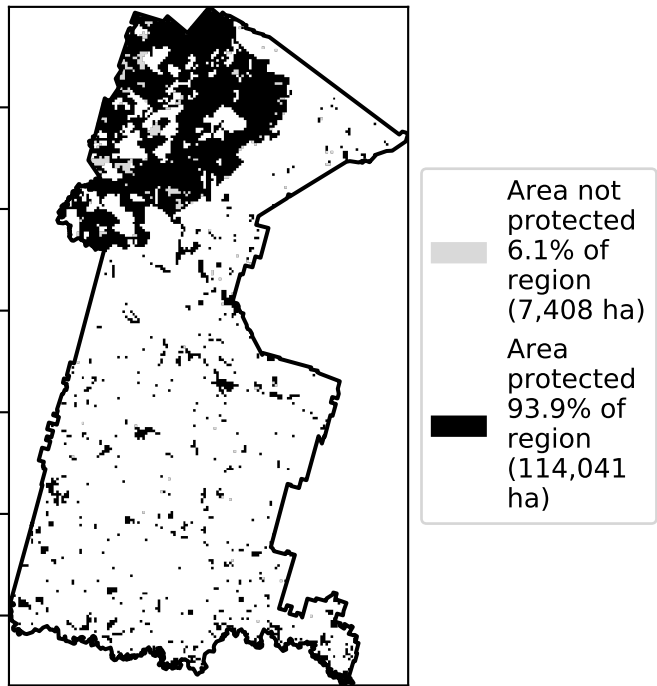 Area not
protected
6.1% of
region
(7,408 ha)
Area
protected
93.9% of
region
(114,041
ha)